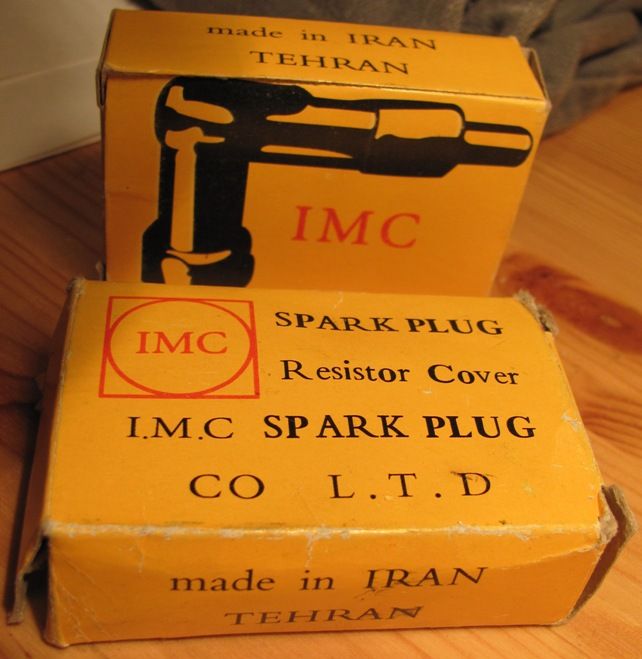 made in IRAN
TEHRAN
IMC
IMC
SPARK PLUG
Resistor Cover
I.M.C SPARK PLUG
CO L.T.D
made in IRAN
TEHRAN